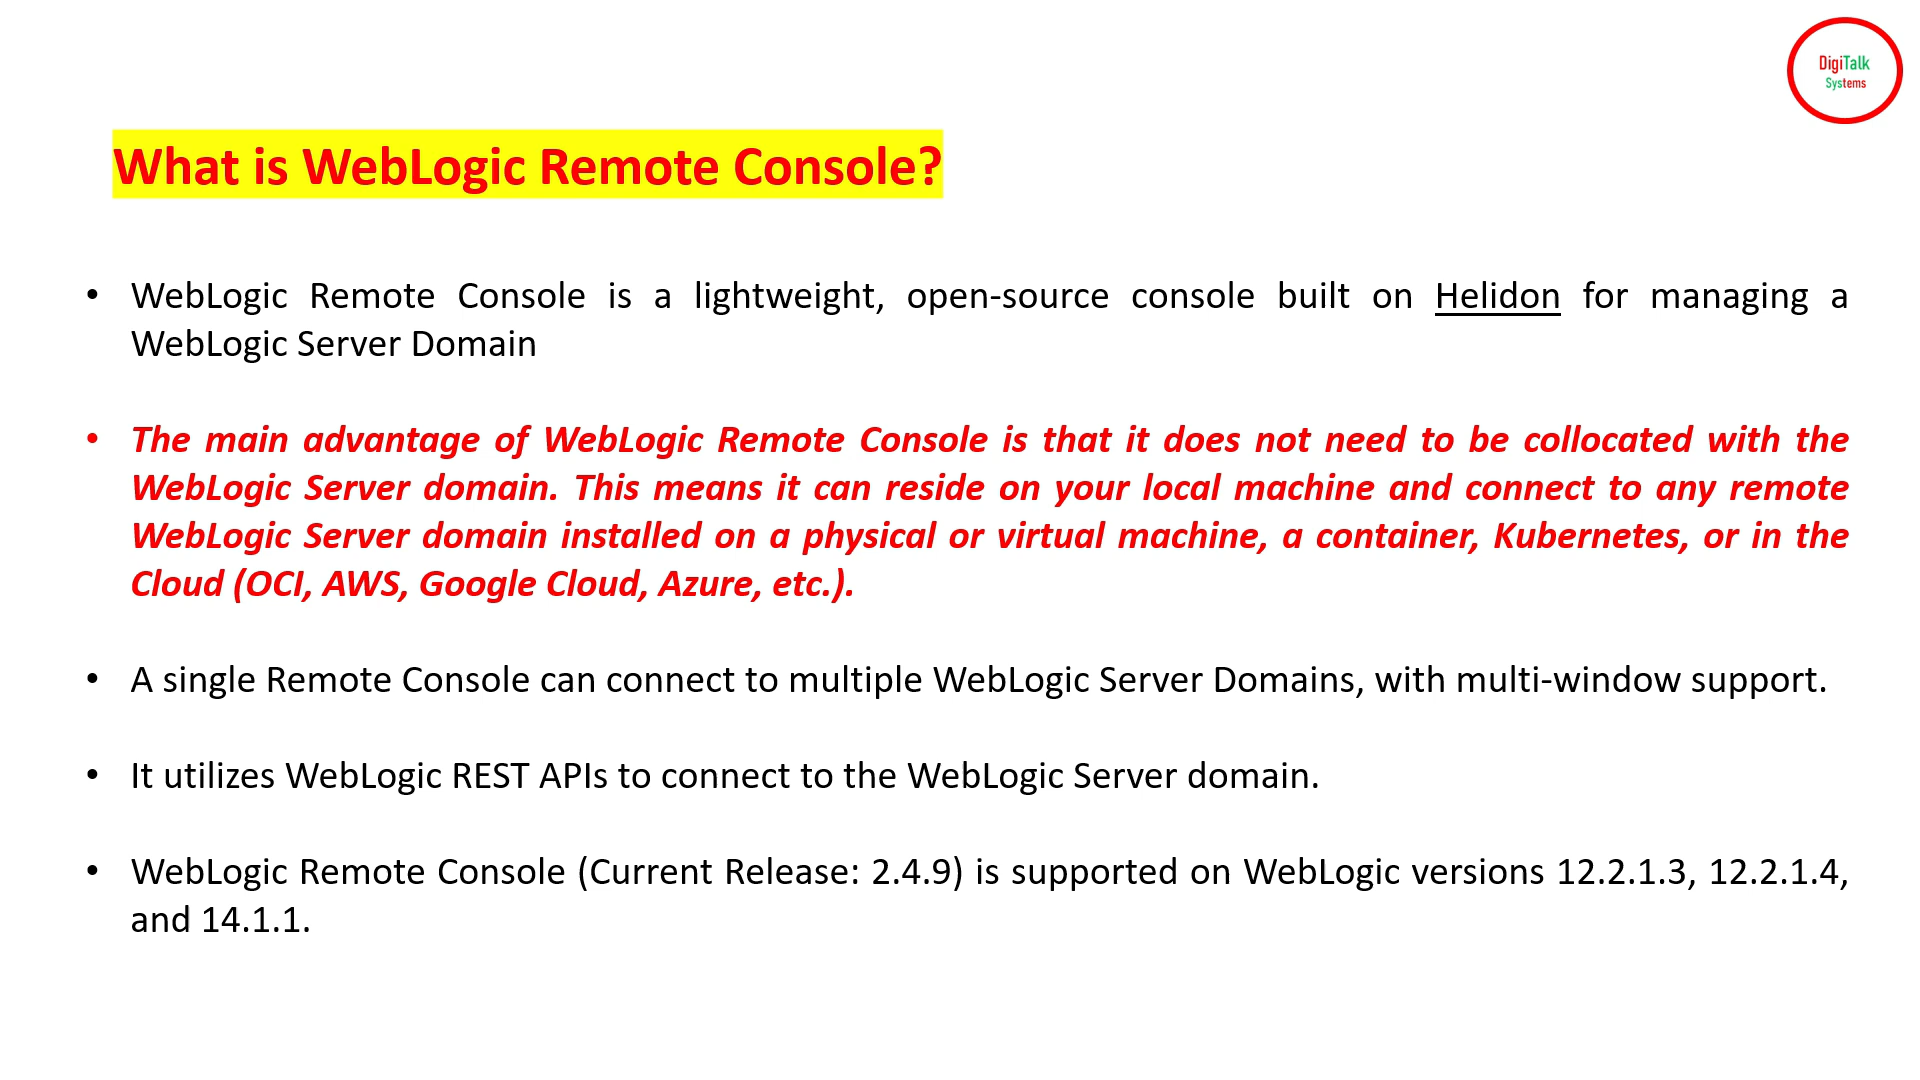 DigiTalk
Systems
What is WebLogic Remote Console?
• WebLogic Remote Console is a lightweight, open-source console built on Helidon for managing a
WebLogic Server Domain
• The main advantage of WebLogic Remote Console is that it does not need to be collocated with the
WebLogic Server domain. This means it can reside on your local machine and connect to any remote
WebLogic Server domain installed on a physical or virtual machine, a container, Kubernetes, or in the
Cloud (OCI, AWS, Google Cloud, Azure, etc.).
• A single Remote Console can connect to multiple WebLogic Server Domains, with multi-window support.
• It utilizes WebLogic REST APIs to connect to the WebLogic Server domain.
• WebLogic Remote Console (Current Release: 2.4.9) is supported on WebLogic versions 12.2.1.3, 12.2.1.4,
and 14.1.1.